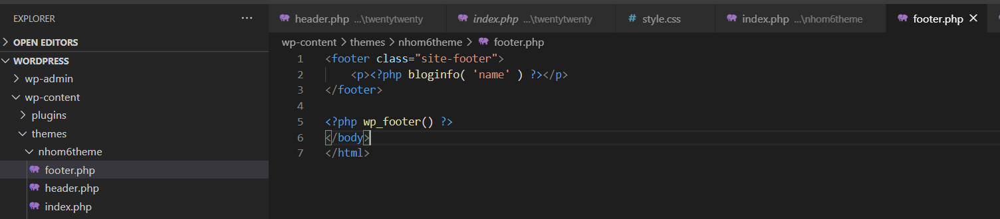 EXPLORER ...
OPEN EDITORS
WORDPRESS
wp-admin
wp-content
plugins
themes
nhom6theme
footer.php
header.php
index.php
header.php ...\twentytwenty
index.php ...\twentytwenty
# style.css
index.php ...\nhom6theme
footer.php ×
wp-content > themes > nhom6theme > footer.php
1 <footer class="site-footer">
2 <p><?php bloginfo( 'name' ) ?></p>
3 </footer>
4
5 <?php wp_footer() ?>
6 </body>
7 </html>